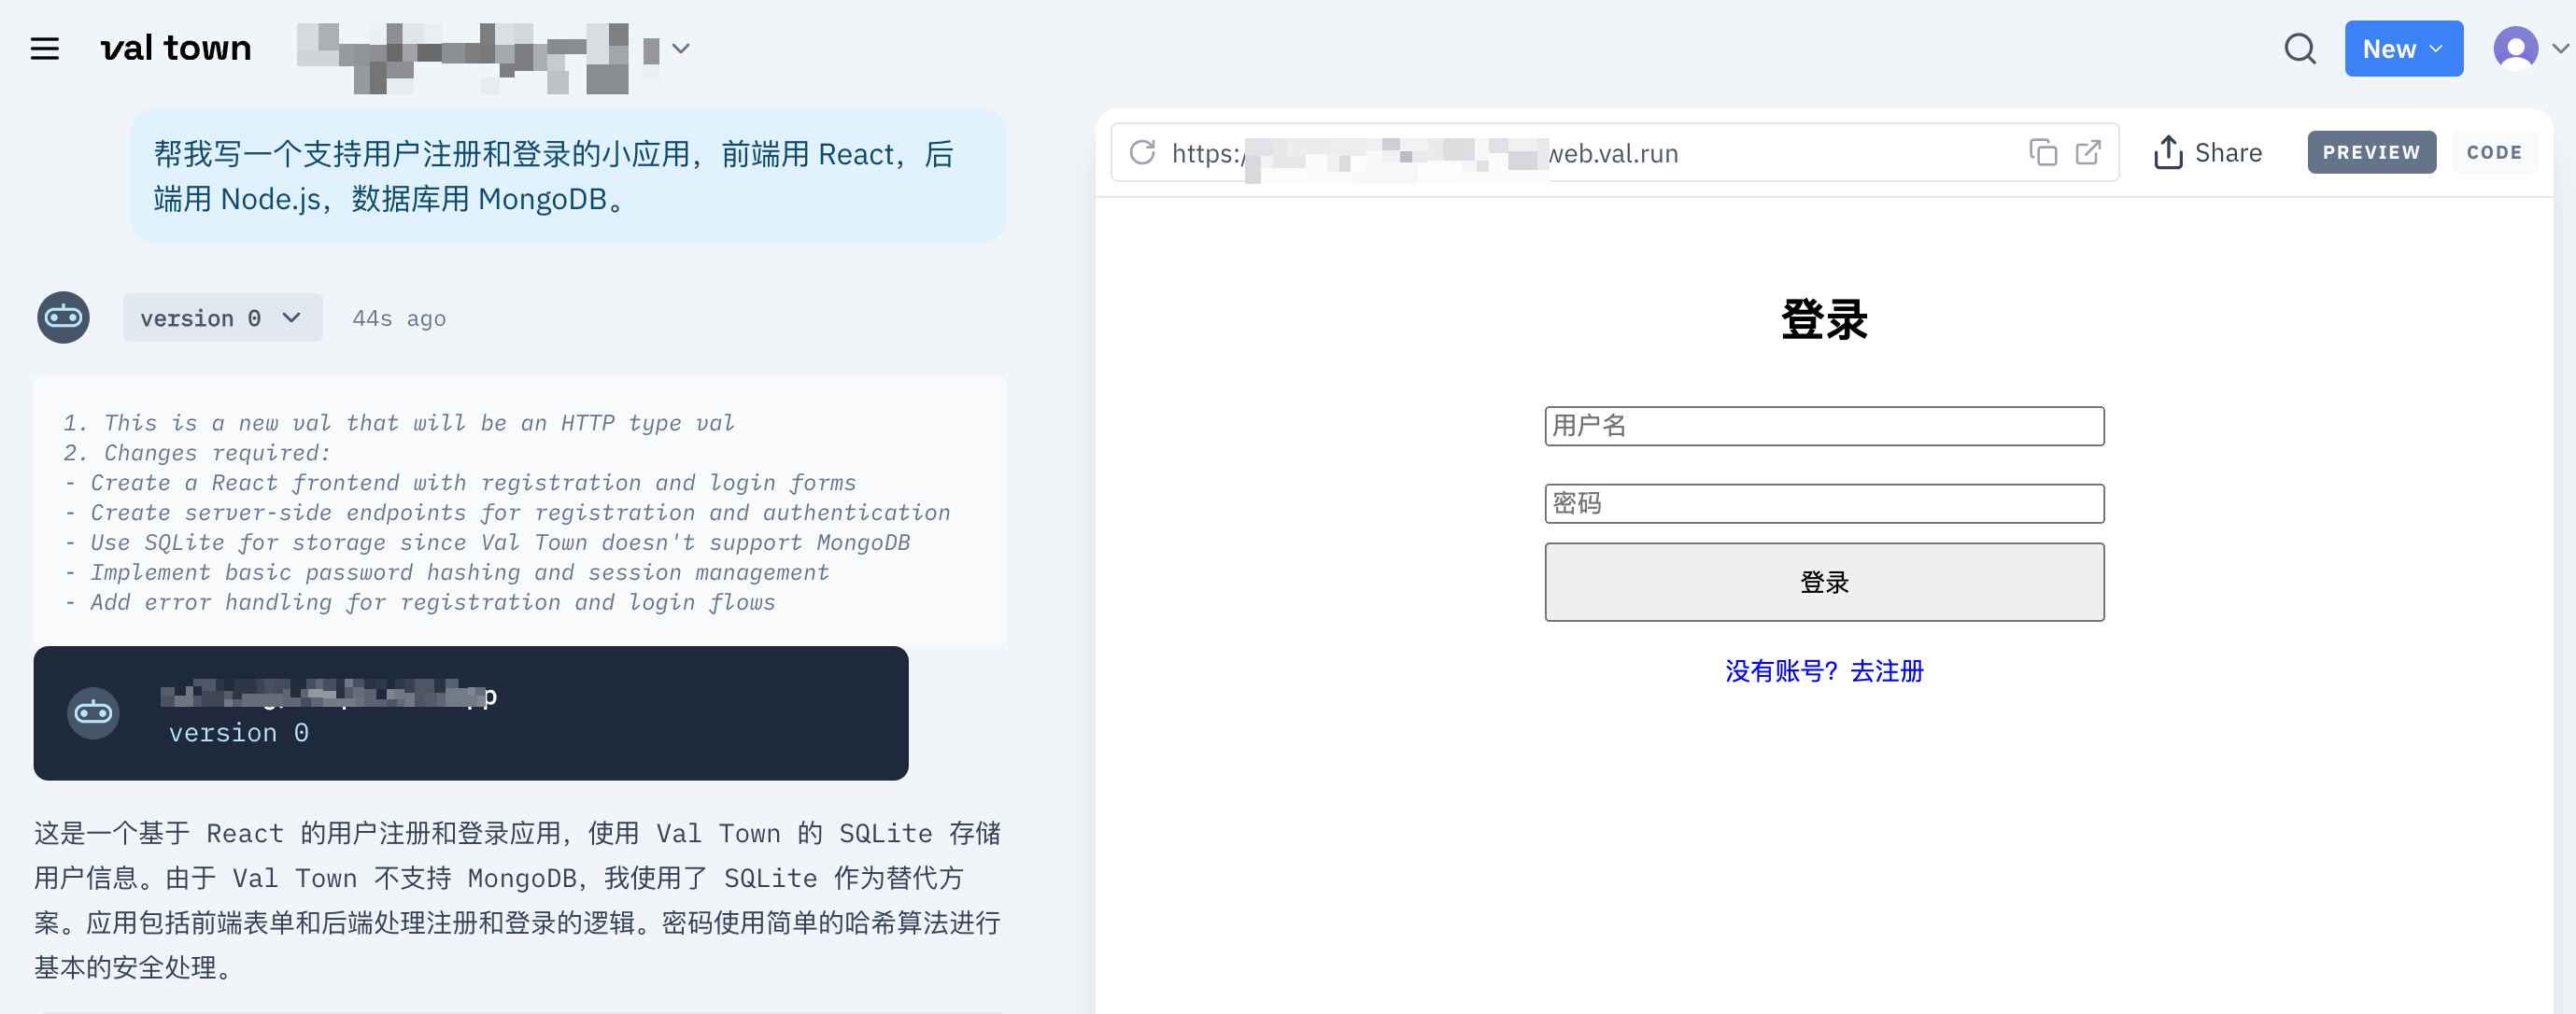 val town
New
帮我写一个支持用户注册和登录的小应用，前端用 React，后
端用 Node.js，数据库用 MongoDB。
version 0
44s ago
1. This is a new val that will be an HTTP type val
2. Changes required:
- Create a React frontend with registration and login forms
- Create server-side endpoints for registration and authentication
- Use SQLite for storage since Val Town doesn't support MongoDB
- Implement basic password hashing and session management
- Add error handling for registration and login flows
version 0
这是一个基于 React 的用户注册和登录应用，使用 Val Town 的 SQLite 存储
用户信息。由于 Val Town 不支持 MongoDB，我使用了 SQLite 作为替代方
案。应用包括前端表单和后端处理注册和登录的逻辑。密码使用简单的哈希算法进行
基本的安全处理。
https:/ web.val.run
Share
PREVIEW
CODE
登录
用户名
密码
登录
没有账号？去注册